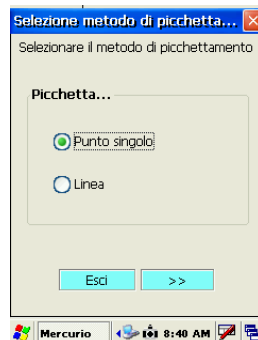 Selezione metodo di picchetta...
Selezionare il metodo di picchettamento
Picchetta...
Punto singolo
Linea
Esci >>
Mercurio 8:40 AM